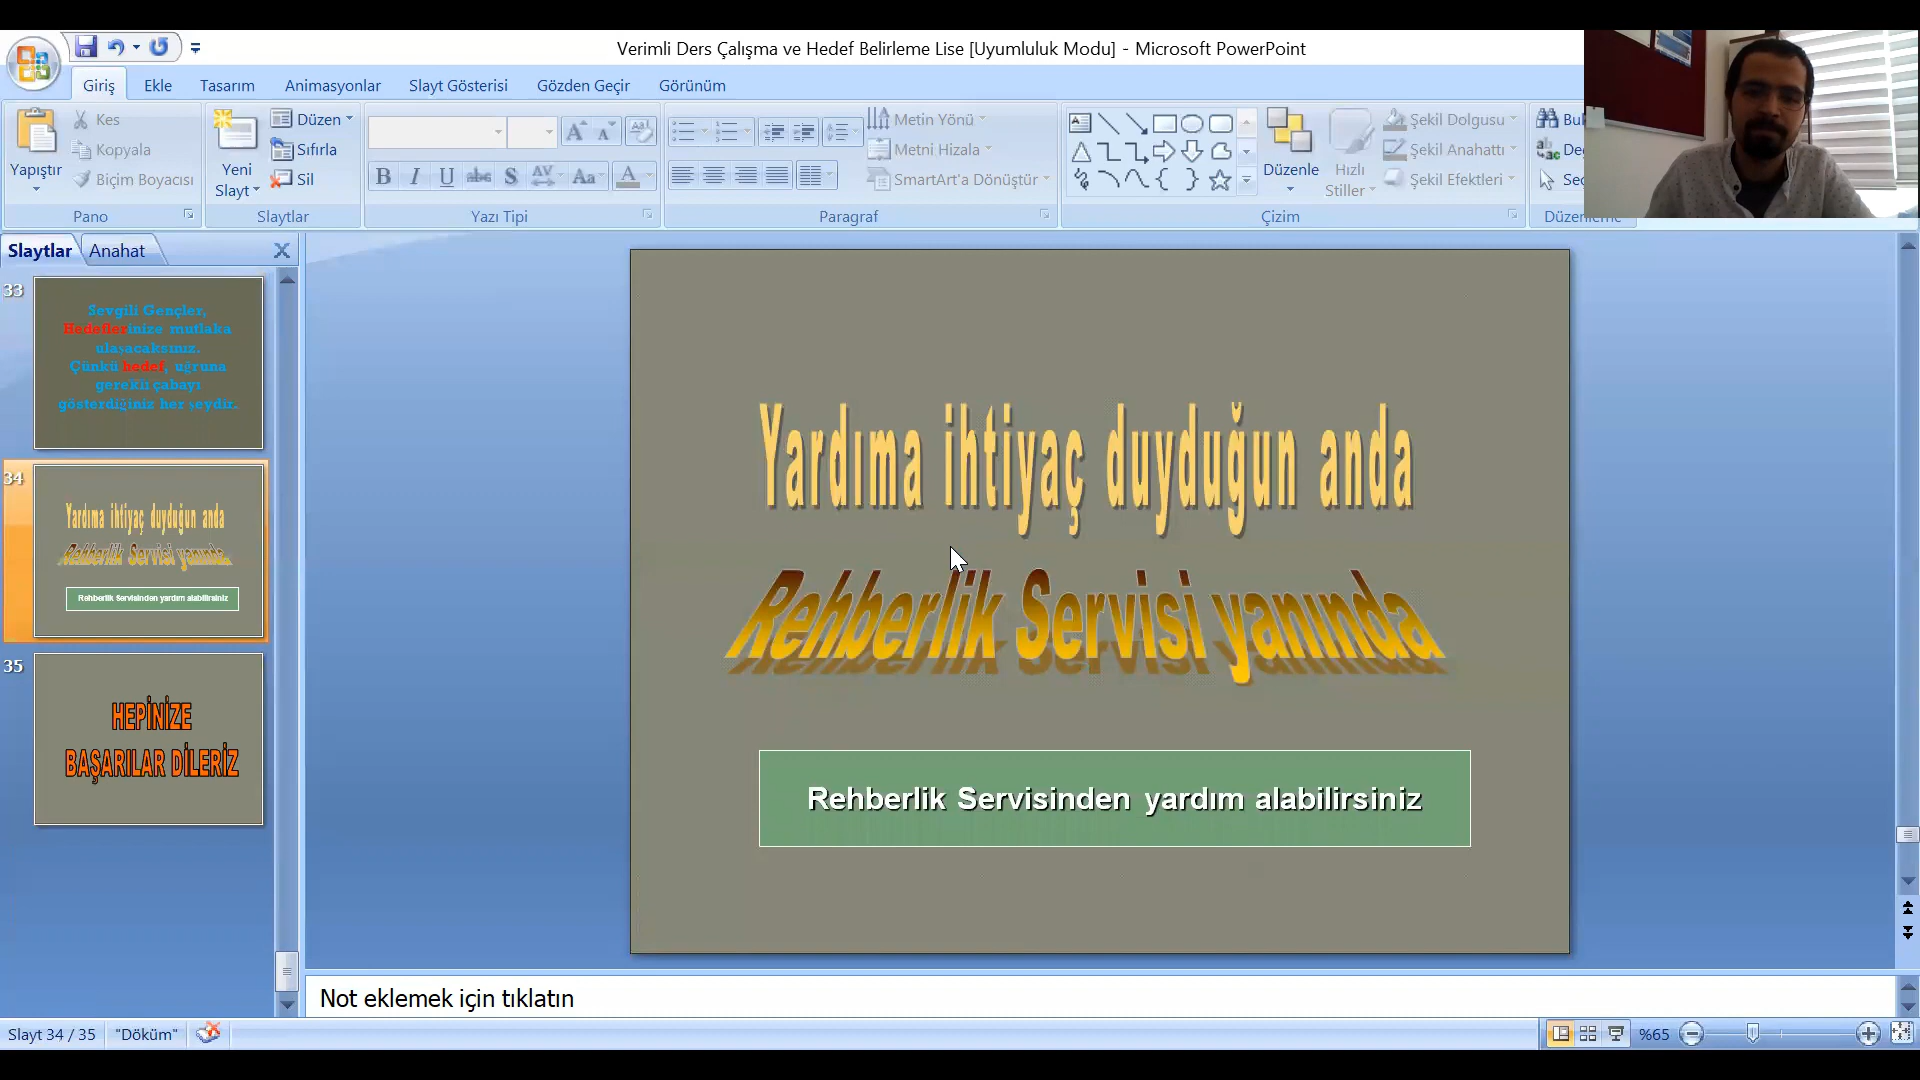 Verimli Ders Çalışma ve Hedef Belirleme Lise [Uyumluluk Modu] - Microsoft PowerPoint
Giriş Ekle Tasarım Animasyonlar Slayt Gösterisi Gözden Geçir Görünüm
Yapıştır
Kes
Kopyala
Biçim Boyacısı
Pano
Yeni
Slayt
Düzen
Sıfırla
Sil
Slaytlar
Yazı Tipi
Metin Yönü
Metni Hizala
SmartArt'a Dönüştür
Paragraf
Düzenle
Hızlı
Stiller
Şekil Dolgusu
Şekil Anahattı
Şekil Efektleri
Çizim
Düzenleme
Slaytlar Anahat
33
Sevgili Gençler,
Hedeflerinize mutlaka
ulaşacaksınız.
Çünkü hedef, uğruna
gerekli çabayı
gösterdiğiniz her şeydir.
34
Yardıma ihtiyaç duyduğun anda
Rehberlik Servisi yanında
Rehberlik Servisinden yardım alabilirsiniz
35
HEPİNİZE
BAŞARILAR DİLERİZ
Yardıma ihtiyaç duyduğun anda
Rehberlik Servisi yanında
Rehberlik Servisinden yardım alabilirsiniz
Not eklemek için tıklatın
Slayt 34 / 35 "Döküm" %65